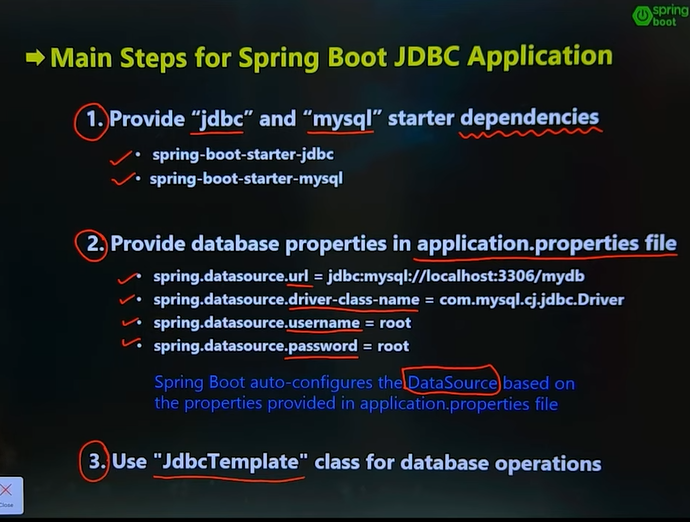 spring
boot
➡ Main Steps for Spring Boot JDBC Application
1. Provide “jdbc” and “mysql” starter dependencies
• spring-boot-starter-jdbc
• spring-boot-starter-mysql
2. Provide database properties in application.properties file
• spring.datasource.url = jdbc:mysql://localhost:3306/mydb
• spring.datasource.driver-class-name = com.mysql.cj.jdbc.Driver
• spring.datasource.username = root
• spring.datasource.password = root
Spring Boot auto-configures the DataSource based on
the properties provided in application.properties file
3. Use "JdbcTemplate" class for database operations
Close